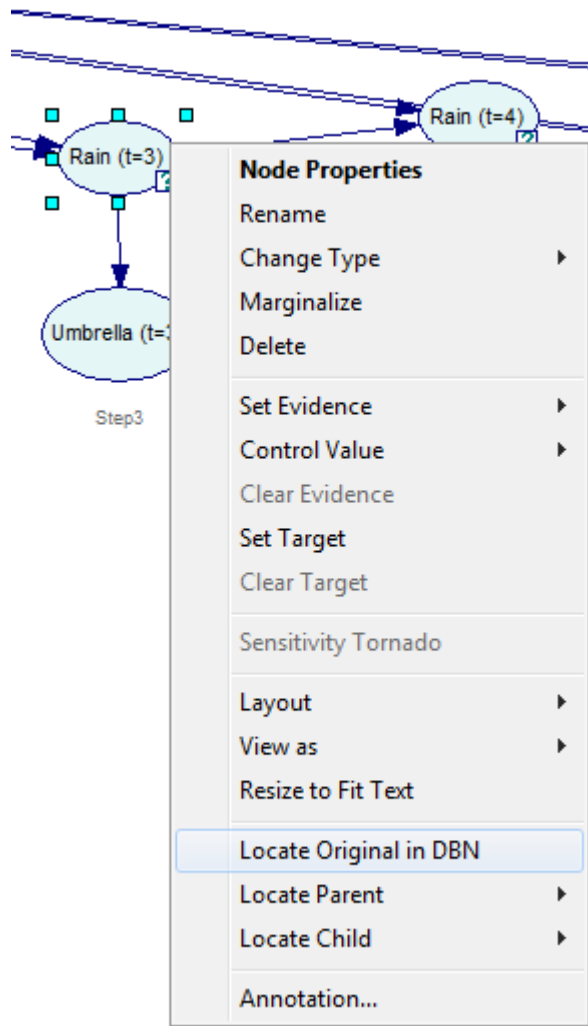 Rain (t=4)
?
Rain (t=3)
?
Umbrella (t=
Step3
Node Properties
Rename
Change Type
Marginalize
Delete
Set Evidence
Control Value
Clear Evidence
Set Target
Clear Target
Sensitivity Tornado
Layout
View as
Resize to Fit Text
Locate Original in DBN
Locate Parent
Locate Child
Annotation...